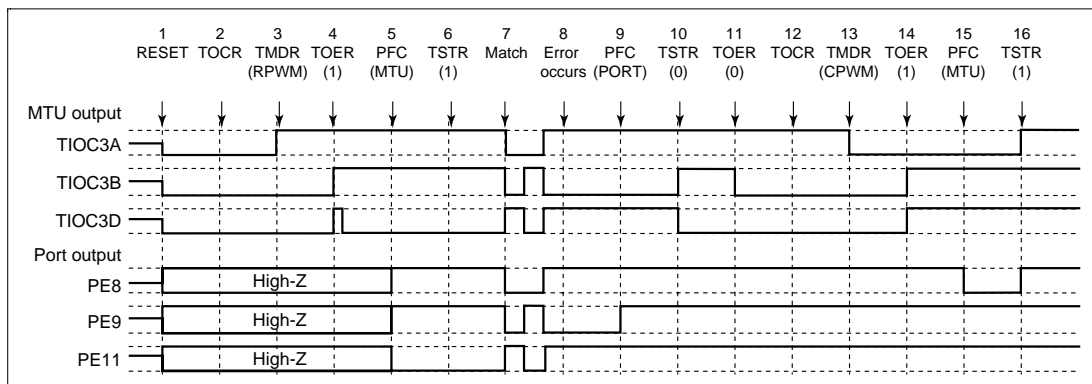 1 2 3 4 5 6 7 8 9 10 11 12 13 14 15 16
RESET TOCR TMDR TOER PFC TSTR Match Error PFC TSTR TOER TOCR TMDR TOER PFC TSTR
(RPWM) (1) (MTU) (1) occurs (PORT) (0) (0) (CPWM) (1) (MTU) (1)
MTU output
TIOC3A
TIOC3B
TIOC3D
Port output
PE8 High-Z
PE9 High-Z
PE11 High-Z